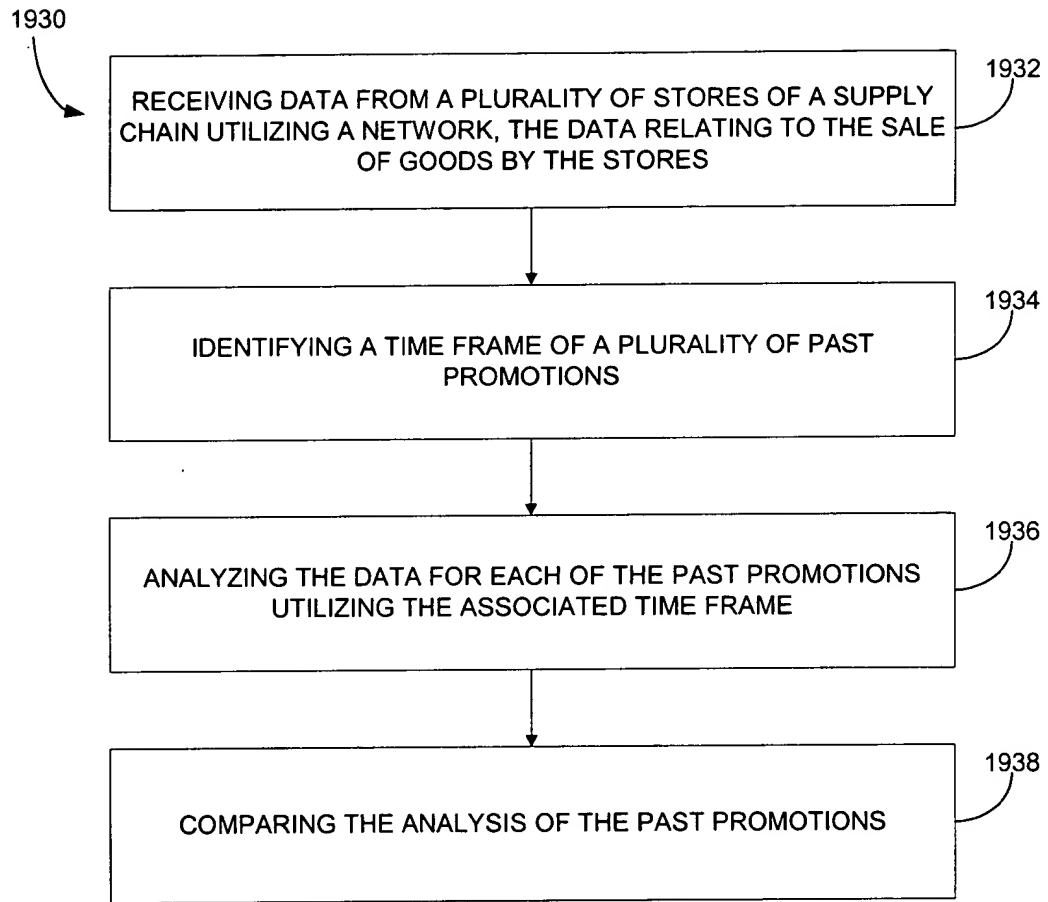 1930
1932
RECEIVING DATA FROM A PLURALITY OF STORES OF A SUPPLY
CHAIN UTILIZING A NETWORK, THE DATA RELATING TO THE SALE
OF GOODS BY THE STORES
1934
IDENTIFYING A TIME FRAME OF A PLURALITY OF PAST
PROMOTIONS
1936
ANALYZING THE DATA FOR EACH OF THE PAST PROMOTIONS
UTILIZING THE ASSOCIATED TIME FRAME
1938
COMPARING THE ANALYSIS OF THE PAST PROMOTIONS